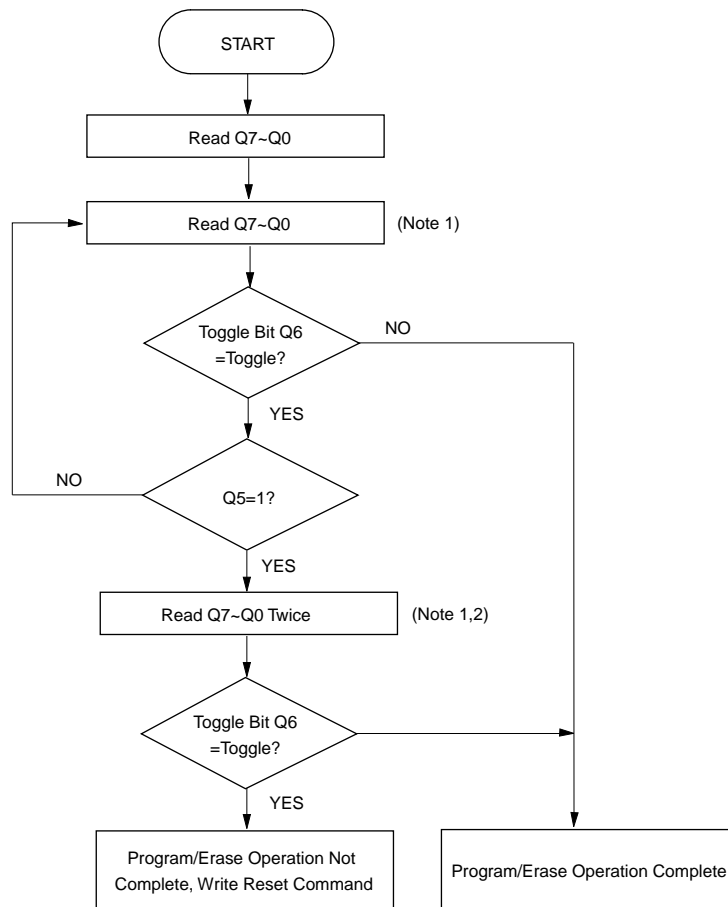 START
Read Q7~Q0
Read Q7~Q0
(Note 1)
Toggle Bit Q6
=Toggle?
NO
YES
Q5=1?
NO
YES
Read Q7~Q0 Twice
(Note 1,2)
Toggle Bit Q6
=Toggle?
YES
Program/Erase Operation Not
Complete, Write Reset Command
Program/Erase Operation Complete